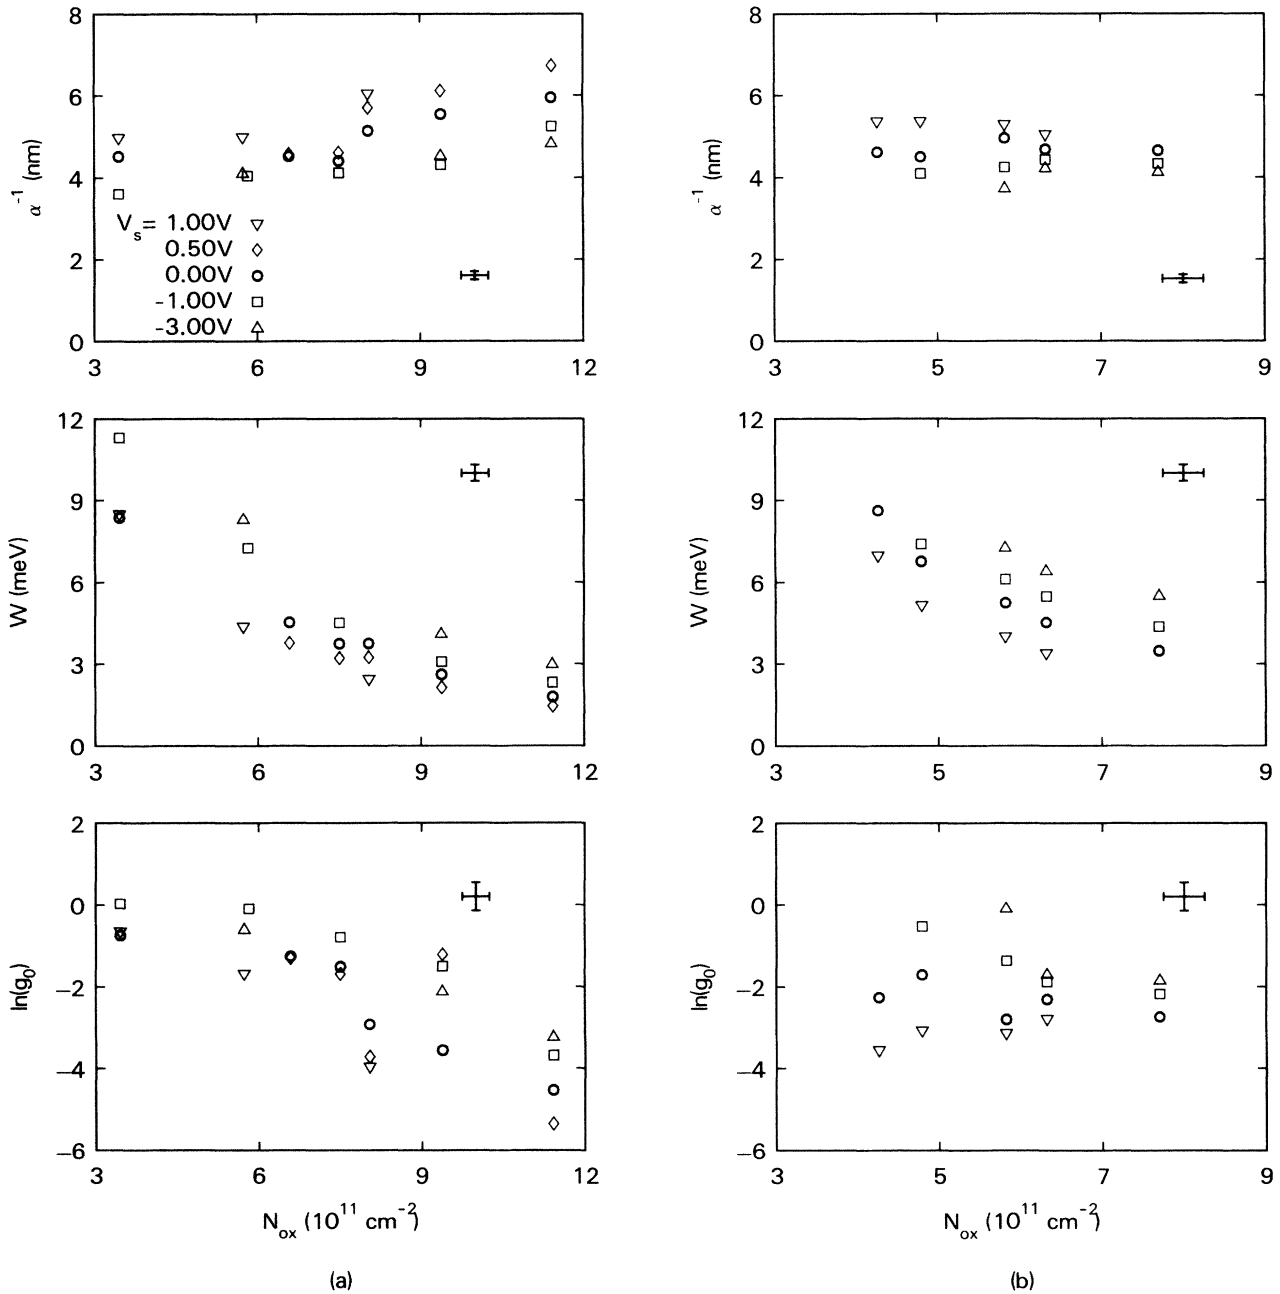 8
6
4
2
0
α⁻¹ (nm)
V_s = 1.00V
0.50V
0.00V
-1.00V
-3.00V
3 6 9 12
8
6
4
2
0
α⁻¹ (nm)
3 5 7 9
12
9
6
3
0
W (meV)
3 6 9 12
12
9
6
3
0
W (meV)
3 5 7 9
2
0
−2
−4
−6
ln(g₀)
3 6 9 12
N_ox (10¹¹ cm⁻²)
(a)
2
0
−2
−4
−6
ln(g₀)
3 5 7 9
N_ox (10¹¹ cm⁻²)
(b)